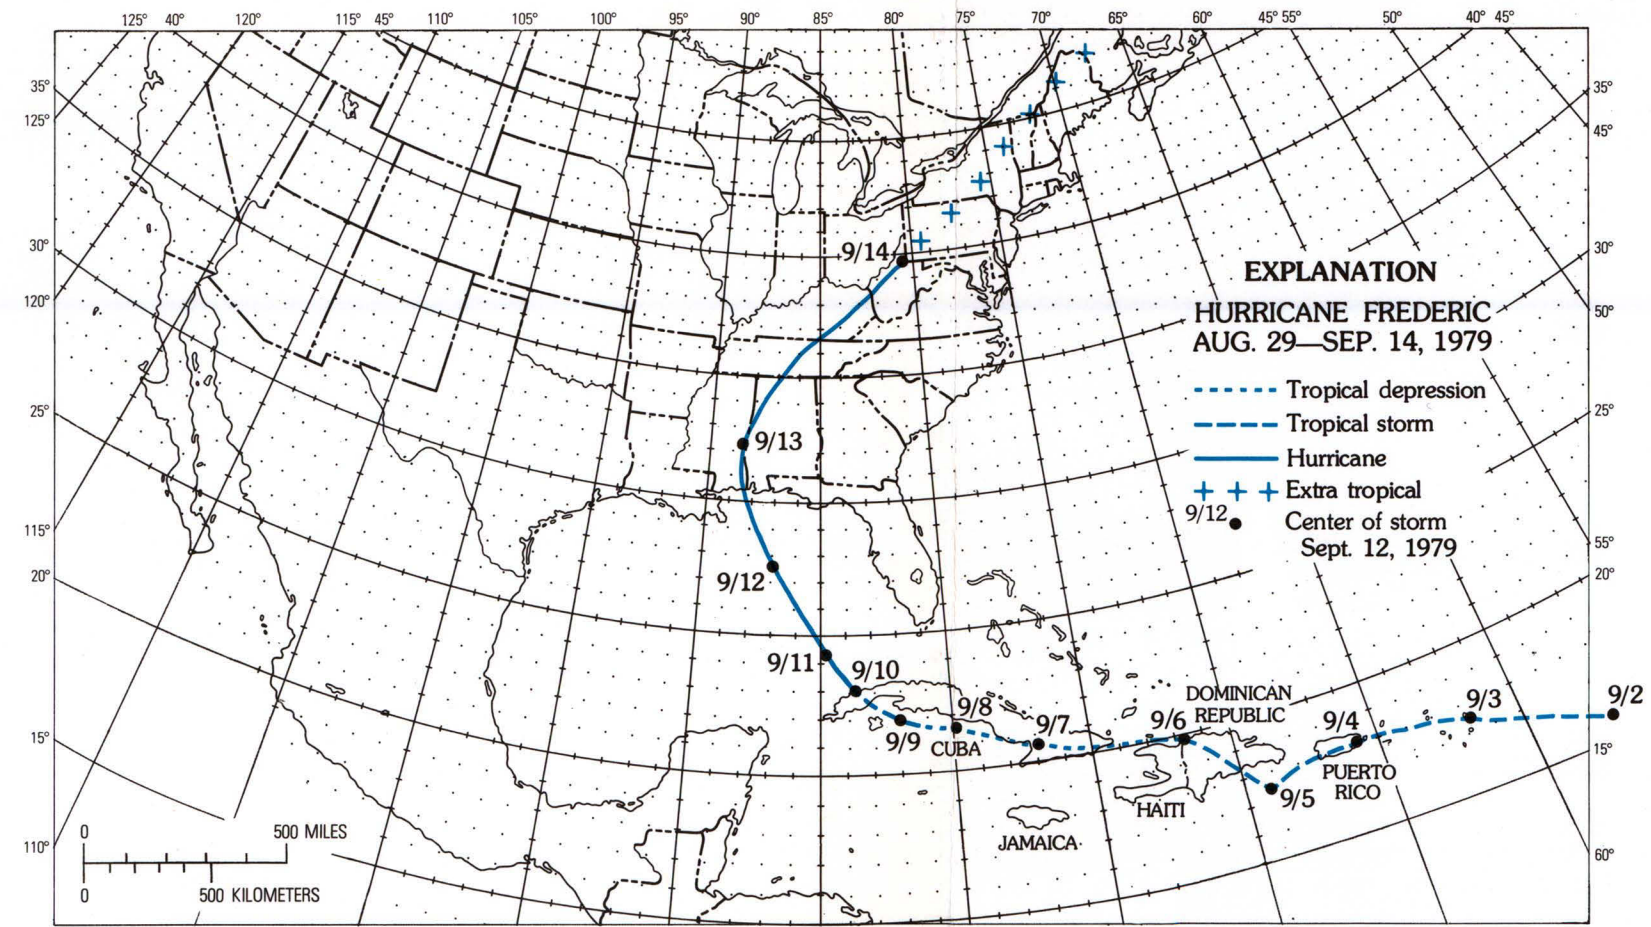 125° 40° 120° 115° 45° 110° 105° 100° 95° 90° 85° 80° 75° 70° 65° 60° 45° 55° 50° 40° 45°
35° 35°
125° 45°
9/14
30° 30°
EXPLANATION
120° 50°
HURRICANE FREDERIC
AUG. 29—SEP. 14, 1979
Tropical depression
25° 25°
Tropical storm
9/13
Hurricane
Extra tropical
9/12 Center of storm
Sept. 12, 1979
115° 55°
20° 20°
9/12
9/11 9/10
DOMINICAN
REPUBLIC
9/8 9/7 9/6 9/4 9/3 9/2
9/9 CUBA
15° 15°
PUERTO
RICO
9/5
HAITI
JAMAICA
110° 60°
0 500 MILES
0 500 KILOMETERS